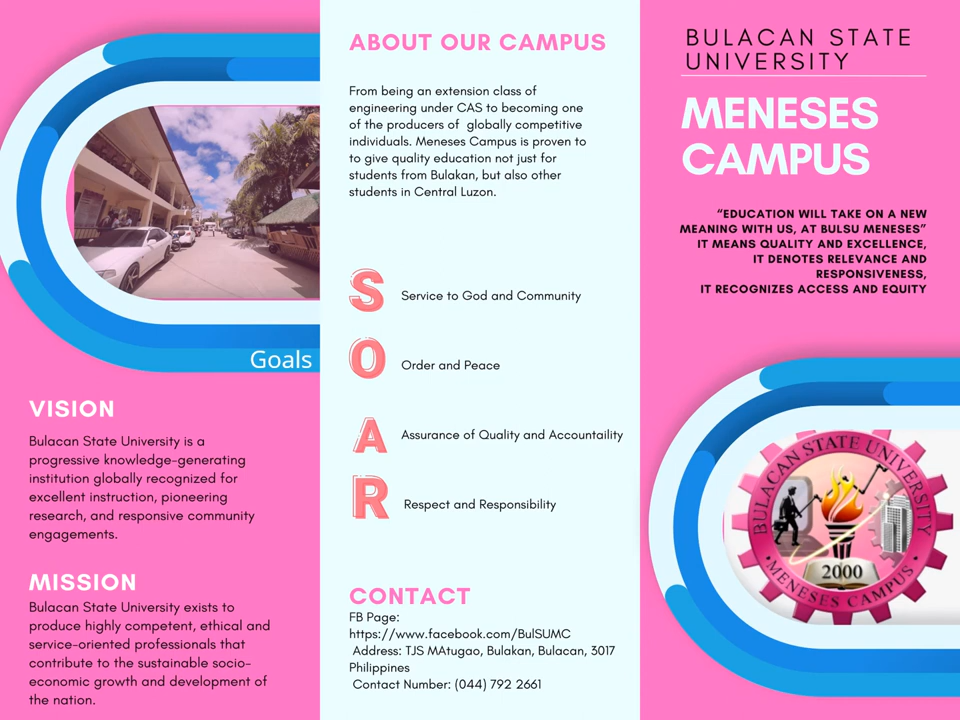 Goals
VISION
Bulacan State University is a
progressive knowledge-generating
institution globally recognized for
excellent instruction, pioneering
research, and responsive community
engagements.
MISSION
Bulacan State University exists to
produce highly competent, ethical and
service-oriented professionals that
contribute to the sustainable socio-
economic growth and development of
the nation.
ABOUT OUR CAMPUS
From being an extension class of
engineering under CAS to becoming one
of the producers of globally competitive
individuals. Meneses Campus is proven to
to give quality education not just for
students from Bulakan, but also other
students in Central Luzon.
S Service to God and Community
O Order and Peace
A Assurance of Quality and Accountaility
R Respect and Responsibility
CONTACT
FB Page:
https://www.facebook.com/BulSUMC
Address: TJS MAtugao, Bulakan, Bulacan, 3017
Philippines
Contact Number: (044) 792 2661
BULACAN STATE
UNIVERSITY
MENESES
CAMPUS
“EDUCATION WILL TAKE ON A NEW
MEANING WITH US, AT BULSU MENESES”
IT MEANS QUALITY AND EXCELLENCE,
IT DENOTES RELEVANCE AND
RESPONSIVENESS,
IT RECOGNIZES ACCESS AND EQUITY
BULACAN STATE UNIVERSITY
2000
• MENESES CAMPUS •